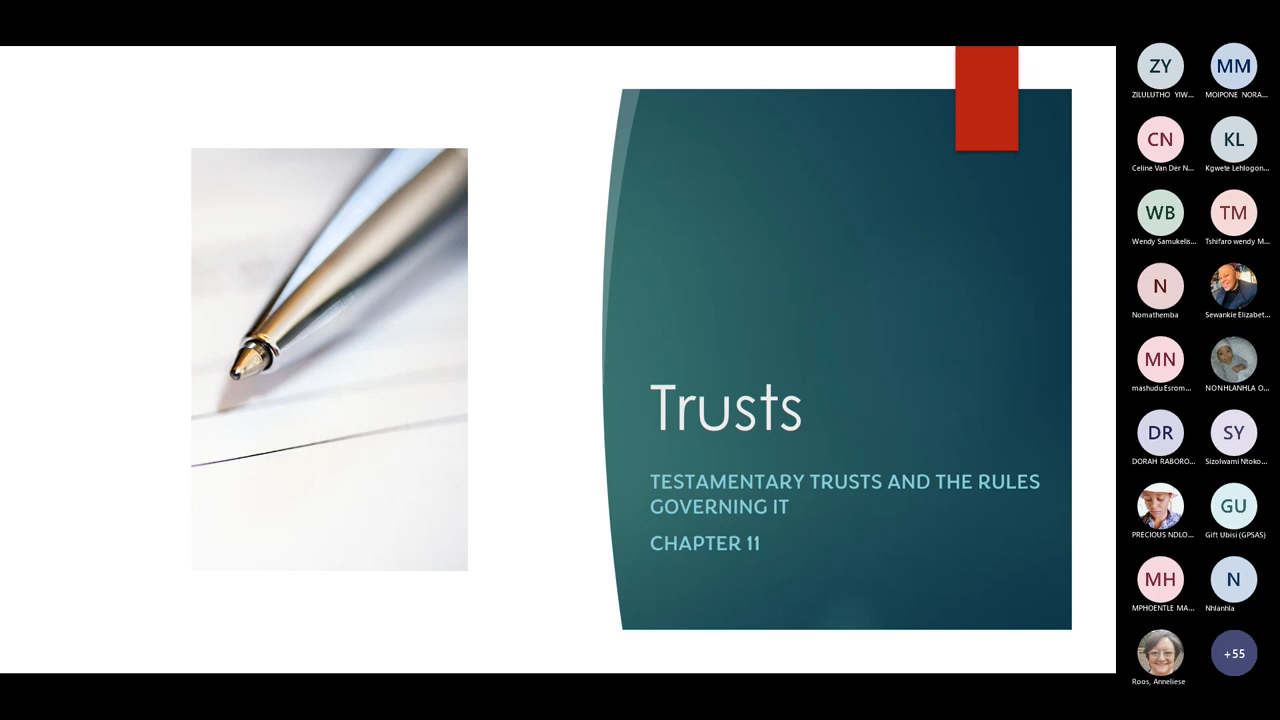 Trusts
TESTAMENTARY TRUSTS AND THE RULES
GOVERNING IT
CHAPTER 11
ZY
ZILULUTHO YIW...
MM
MOIPONE NORA...
CN
Celine Van Der N...
KL
Kgwete Lehlogon...
WB
Wendy Samukelis...
TM
Tshifaro wendy M...
N
Nomathemba
Sewankie Elizabet...
MN
mashudu Esrom...
NONHLANHLA O...
DR
DORAH RABORO...
SY
Sizolwami Ntoko...
PRECIOUS NDLO...
GU
Gift Ubisi (GPSAS)
MH
MPHOENTLE MA...
N
Nhlanhla
Roos, Anneliese
+55